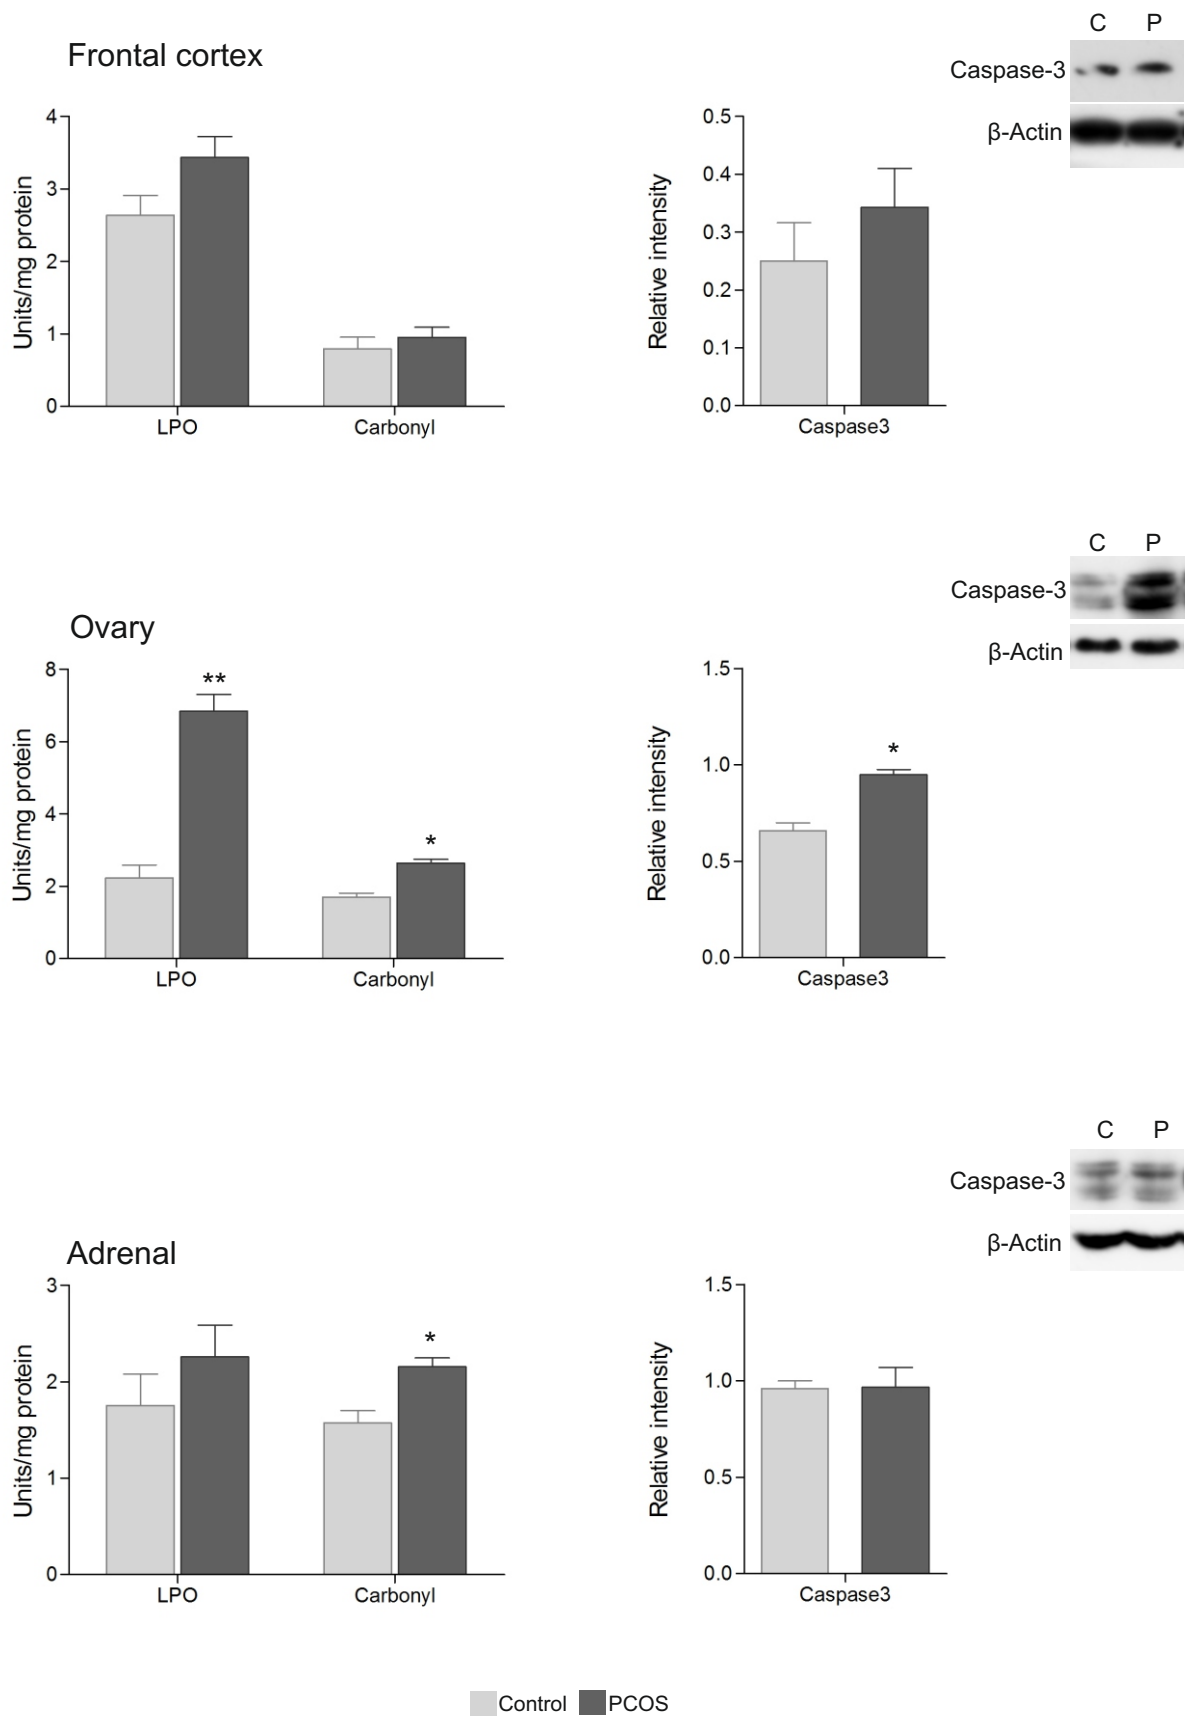 Frontal cortex
C P
Caspase-3
β-Actin
Units/mg protein
4
3
2
1
0
LPO Carbonyl
Relative intensity
0.5
0.4
0.3
0.2
0.1
0.0
Caspase3
Ovary
C P
Caspase-3
β-Actin
Units/mg protein
8
6
4
2
0
**
*
LPO Carbonyl
Relative intensity
1.5
1.0
0.5
0.0
*
Caspase3
Adrenal
C P
Caspase-3
β-Actin
Units/mg protein
3
2
1
0
*
LPO Carbonyl
Relative intensity
1.5
1.0
0.5
0.0
Caspase3
Control PCOS